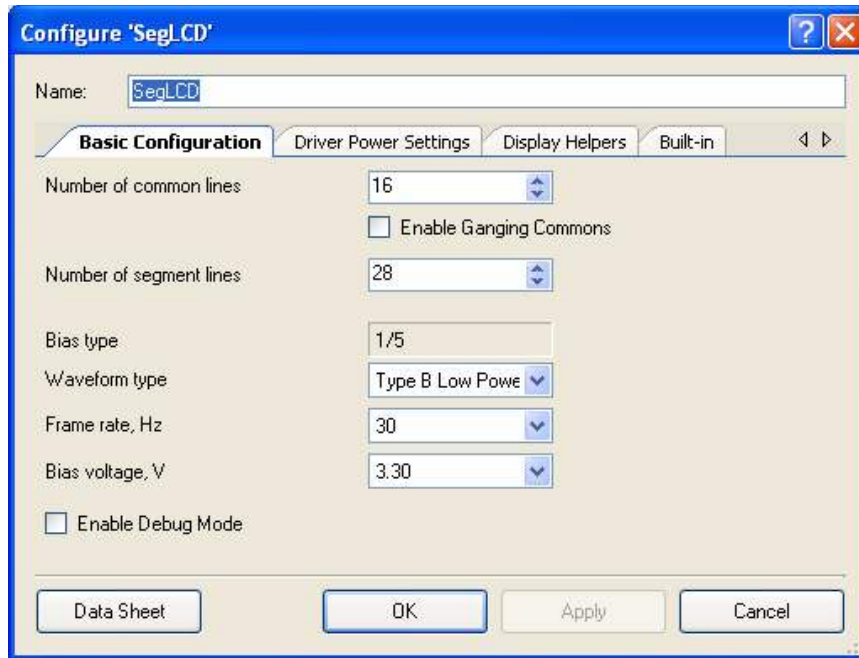 Configure 'SegLCD'
Name: SegLCD
Basic Configuration Driver Power Settings Display Helpers Built-in
Number of common lines 16
Enable Ganging Commons
Number of segment lines 28
Bias type 1/5
Waveform type Type B Low Powe
Frame rate, Hz 30
Bias voltage, V 3.30
Enable Debug Mode
Data Sheet OK Apply Cancel